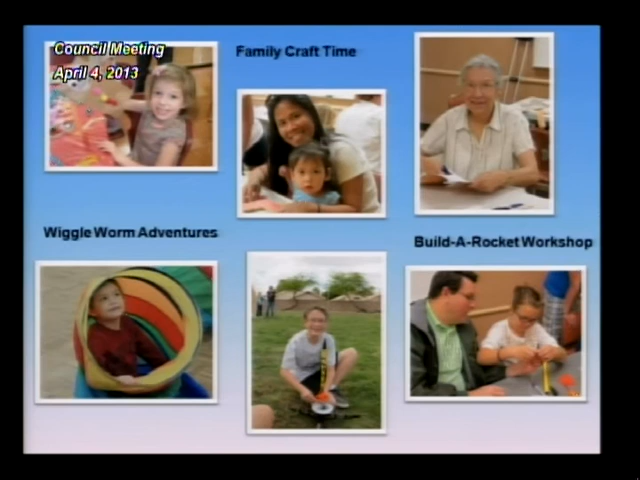 Council Meeting
April 4, 2013
Family Craft Time
Wiggle Worm Adventures
Build-A-Rocket Workshop